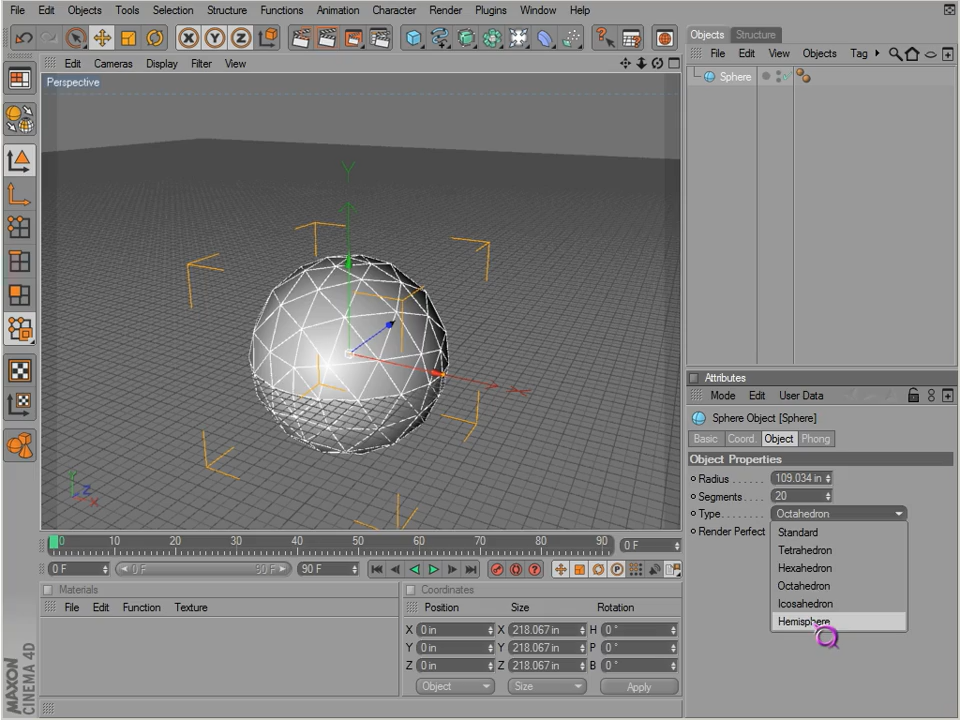 File Edit Objects Tools Selection Structure Functions Animation Character Render Plugins Window Help
X Y Z
Edit Cameras Display Filter View
Perspective
Y
X
Y
Z
X
0 10 20 30 40 50 60 70 80 90 0 F
0 F 0 F 90 F 90 F
Materials
File Edit Function Texture
Coordinates
Position Size Rotation
X 0 in X 218.067 in H 0 °
Y 0 in Y 218.067 in P 0 °
Z 0 in Z 218.067 in B 0 °
Object Size Apply
MAXON
CINEMA 4D
Objects Structure
File Edit View Objects Tag
Sphere
Attributes
Mode Edit User Data
Sphere Object [Sphere]
Basic Coord Object Phong
Object Properties
Radius . . . . . . 109.034 in
Segments . . . . 20
Type . . . . . . . . Octahedron
Render Perfect
Standard
Tetrahedron
Hexahedron
Octahedron
Icosahedron
Hemisphere